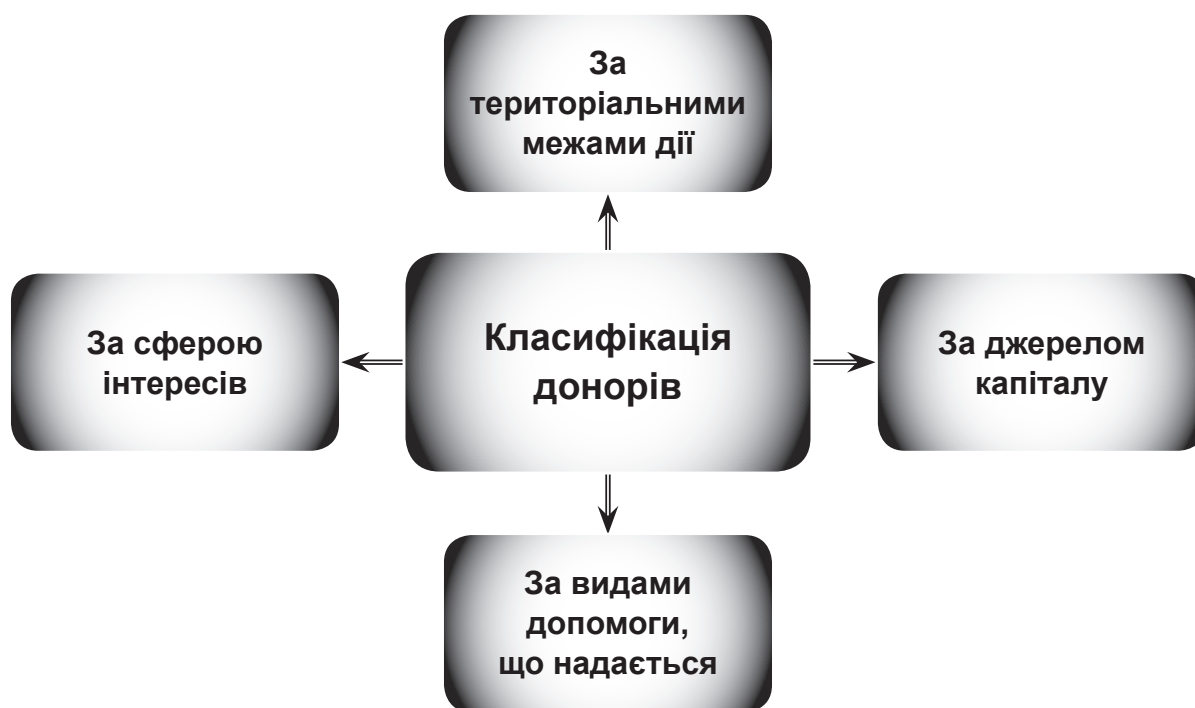 За
територіальними
межами дії
За сферою
інтересів
Класифікація
донорів
За джерелом
капіталу
За видами
допомоги,
що надається